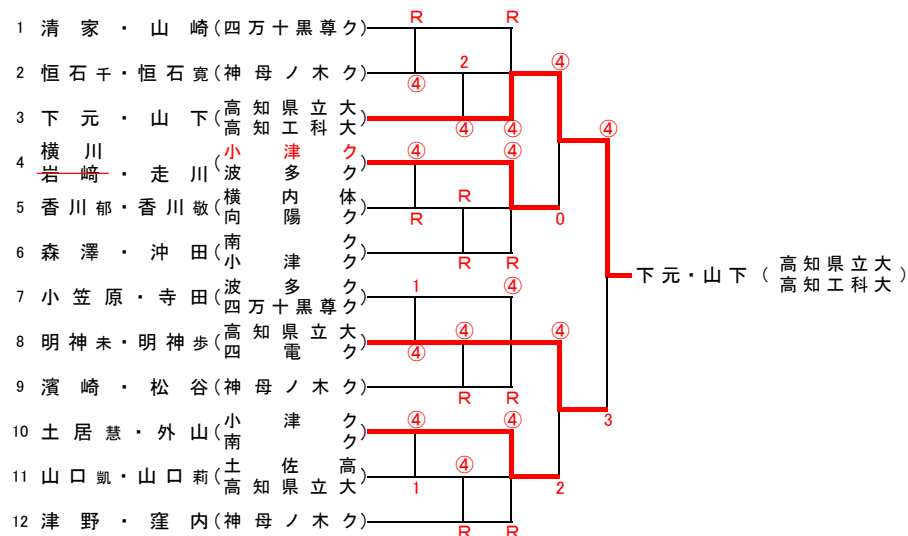 R R
1 清家・山崎(四万十黒尊ク)
④ 2 ④
2 恒石千・恒石寛(神母ノ木ク)
④ ④ ④
3 下元・山下(高知県立大 高知工科大)
④
横川
4 岩﨑・走川(小津ク 波多ク)
④ ④
5 香川郁・香川敬(横内体 向陽ク)
R R 0
6 森澤・沖田(南ク 小津ク)
R R
下元・山下(高知県立大 高知工科大)
7 小笠原・寺田(波多ク 四万十黒尊ク)
1 ④
8 明神未・明神歩(高知県立大 四電ク)
④ ④ ④
9 濱崎・松谷(神母ノ木ク)
R R
10 土居慧・外山(小津ク 南ク)
④ ④ 3
11 山口凱・山口莉(土佐高 高知県立大)
1 ④ 2
12 津野・窪内(神母ノ木ク)
R R